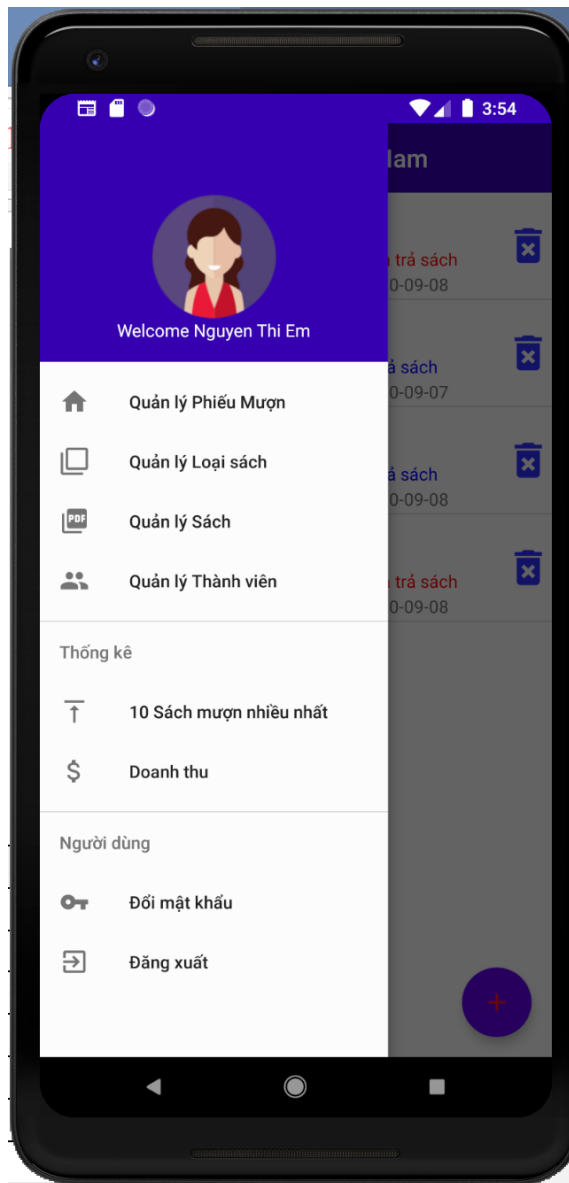 3:54
lam
Welcome Nguyen Thi Em
trả sách
0-09-08
sách
0-09-07
sách
0-09-08
trả sách
0-09-08
Quản lý Phiếu Mượn
Quản lý Loại sách
PDF
Quản lý Sách
Quản lý Thành viên
Thống kê
10 Sách mượn nhiều nhất
Doanh thu
Người dùng
Đổi mật khẩu
Đăng xuất